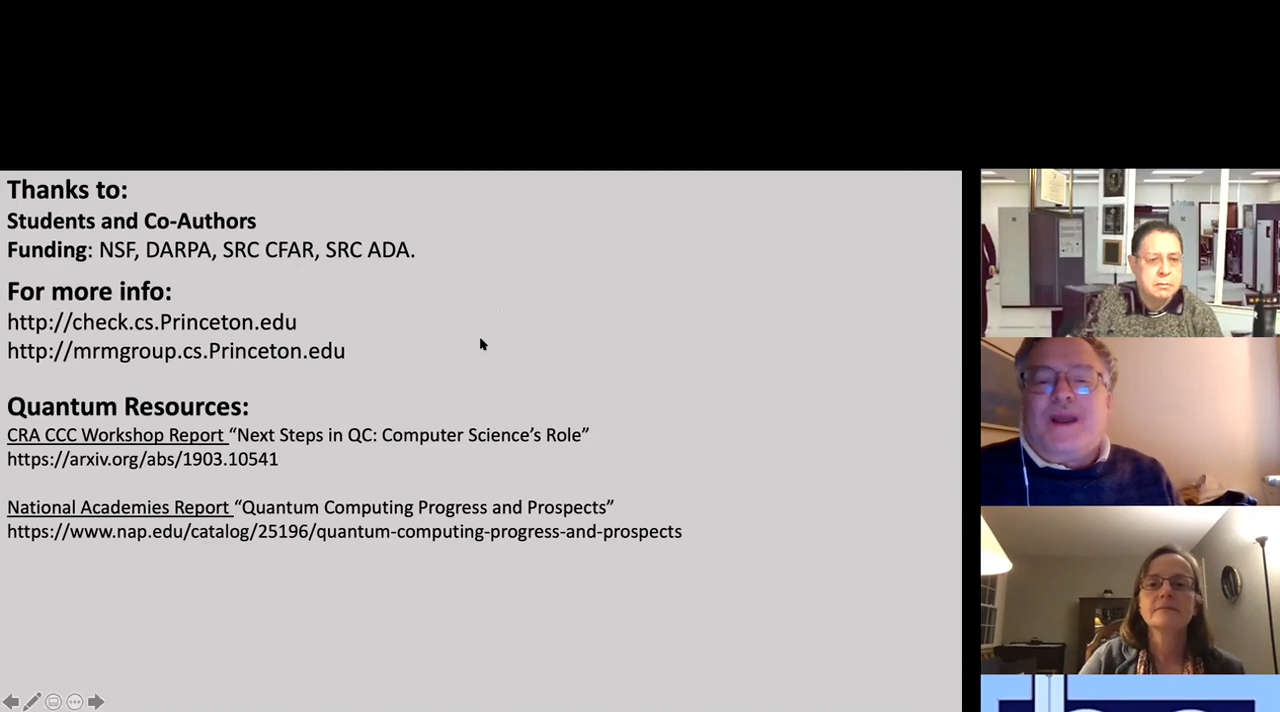 Thanks to:
Students and Co-Authors
Funding: NSF, DARPA, SRC CFAR, SRC ADA.
For more info:
http://check.cs.Princeton.edu
http://mrmgroup.cs.Princeton.edu
Quantum Resources:
CRA CCC Workshop Report “Next Steps in QC: Computer Science’s Role”
https://arxiv.org/abs/1903.10541
National Academies Report “Quantum Computing Progress and Prospects”
https://www.nap.edu/catalog/25196/quantum-computing-progress-and-prospects